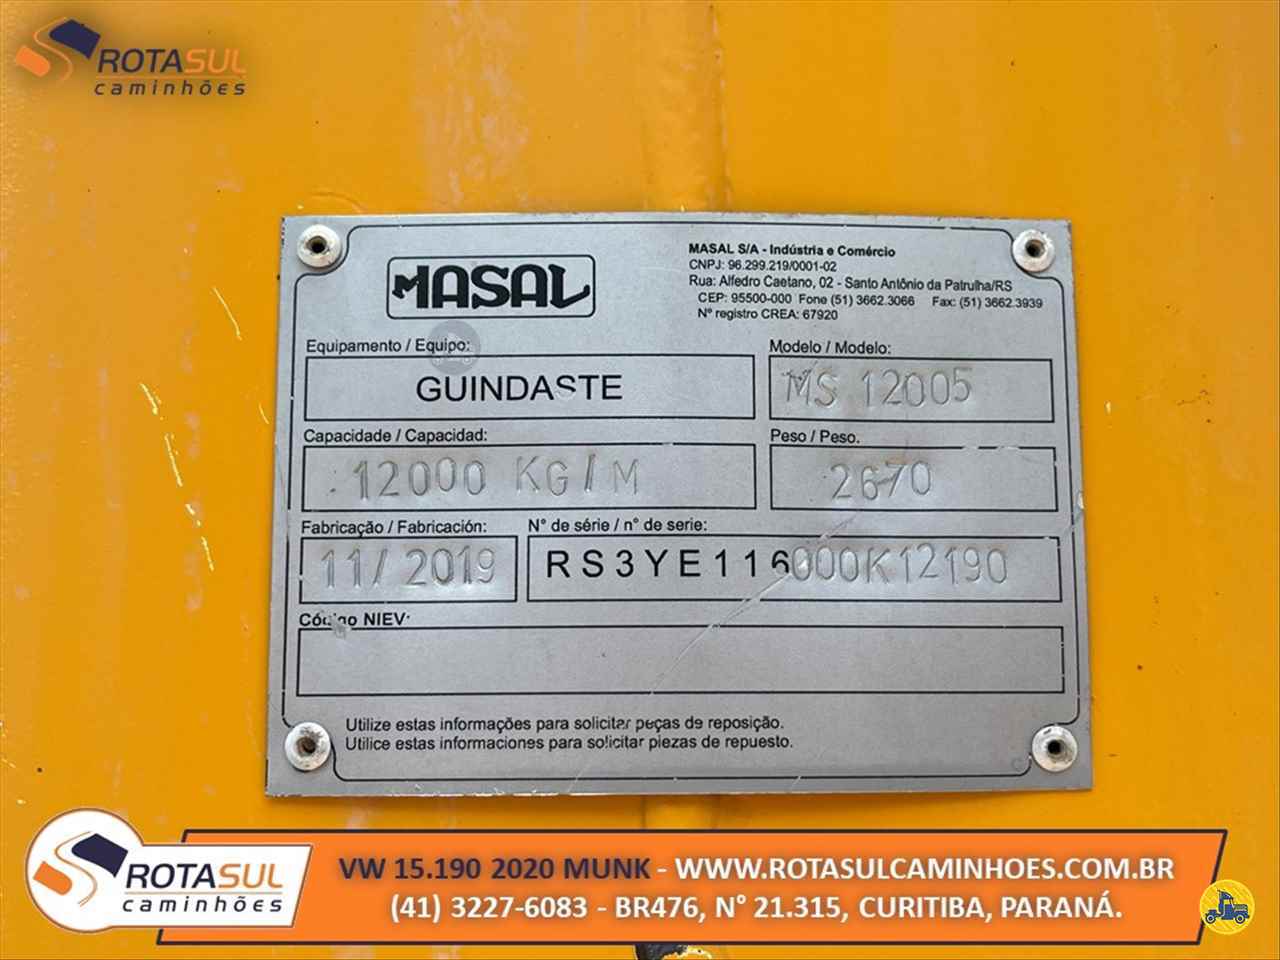 ROTASUL
caminhões
MASAL
MASAL S/A - Indústria e Comércio
CNPJ: 96.299.219/0001-02
Rua: Alfedro Caetano, 02 - Santo Antônio da Patrulha/RS
CEP: 95500-000 Fone (51) 3662.3066 Fax: (51) 3662.3939
Nº registro CREA: 67920
Equipamento / Equipo:
GUINDASTE
Modelo / Modelo:
MS 12005
Capacidade / Capacidad:
12000 KG/M
Peso / Peso.
2670
Fabricação / Fabricación:
11/2019
N° de série / n° de serie:
RS3YE116000K12190
Código NIEV:
Utilize estas informações para solicitar peças de reposição.
Utilice estas informaciones para solicitar piezas de repuesto.
ROTASUL
caminhões
VW 15.190 2020 MUNK - WWW.ROTASULCAMINHOES.COM.BR
(41) 3227-6083 - BR476, N° 21.315, CURITIBA, PARANÁ.